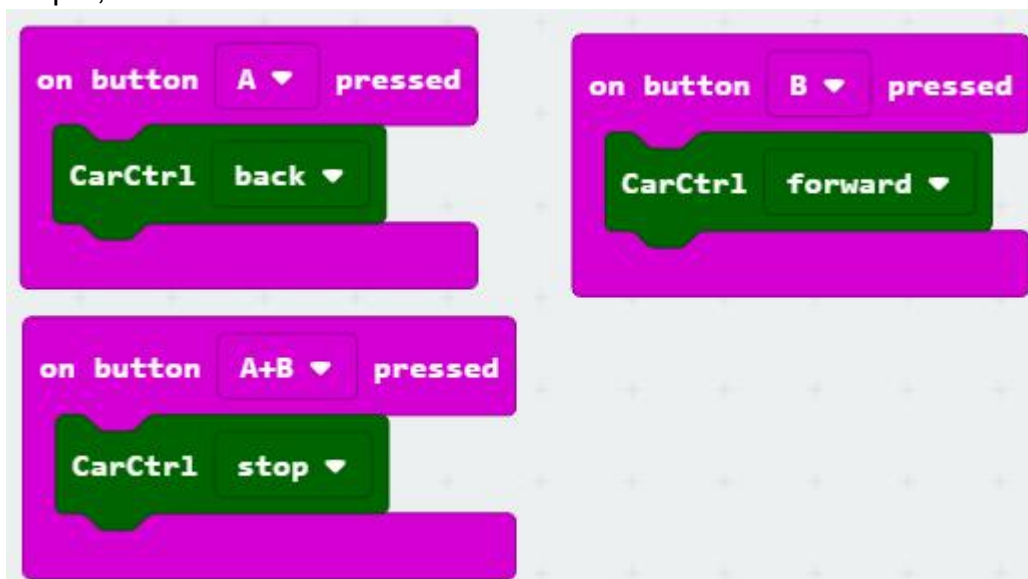 on button A pressed
CarCtrl back
on button B pressed
CarCtrl forward
on button A+B pressed
CarCtrl stop